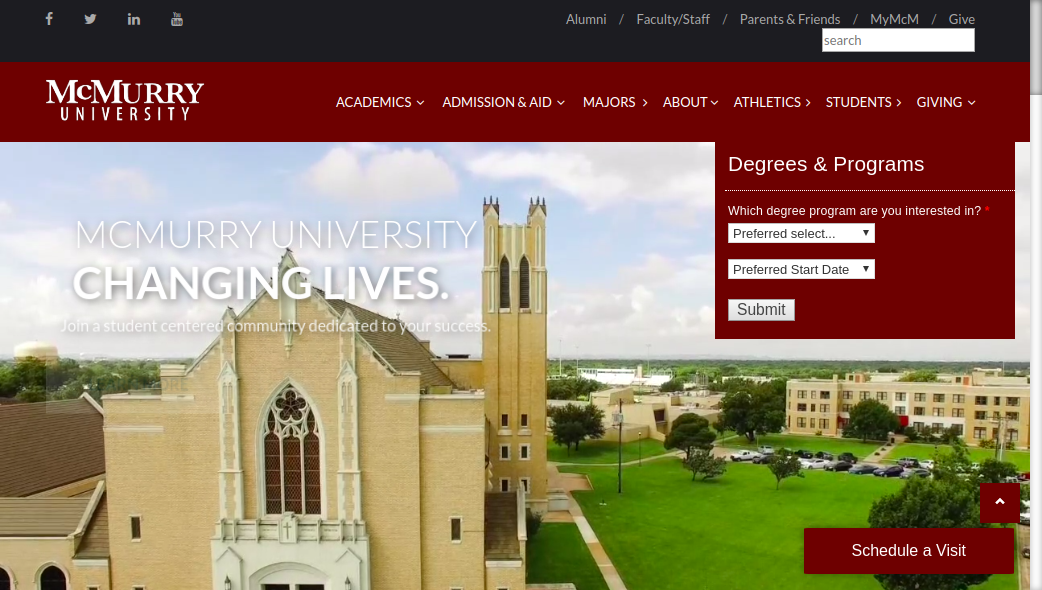 Alumni / Faculty/Staff / Parents & Friends / MyMcM / Give
search
McMURRY
UNIVERSITY
ACADEMICS ADMISSION & AID MAJORS ABOUT ATHLETICS STUDENTS GIVING
Degrees & Programs
Which degree program are you interested in? *
Preferred select...
Preferred Start Date
Submit
MCMURRY UNIVERSITY
CHANGING LIVES.
Join a student centered community dedicated to your success.
Schedule a Visit